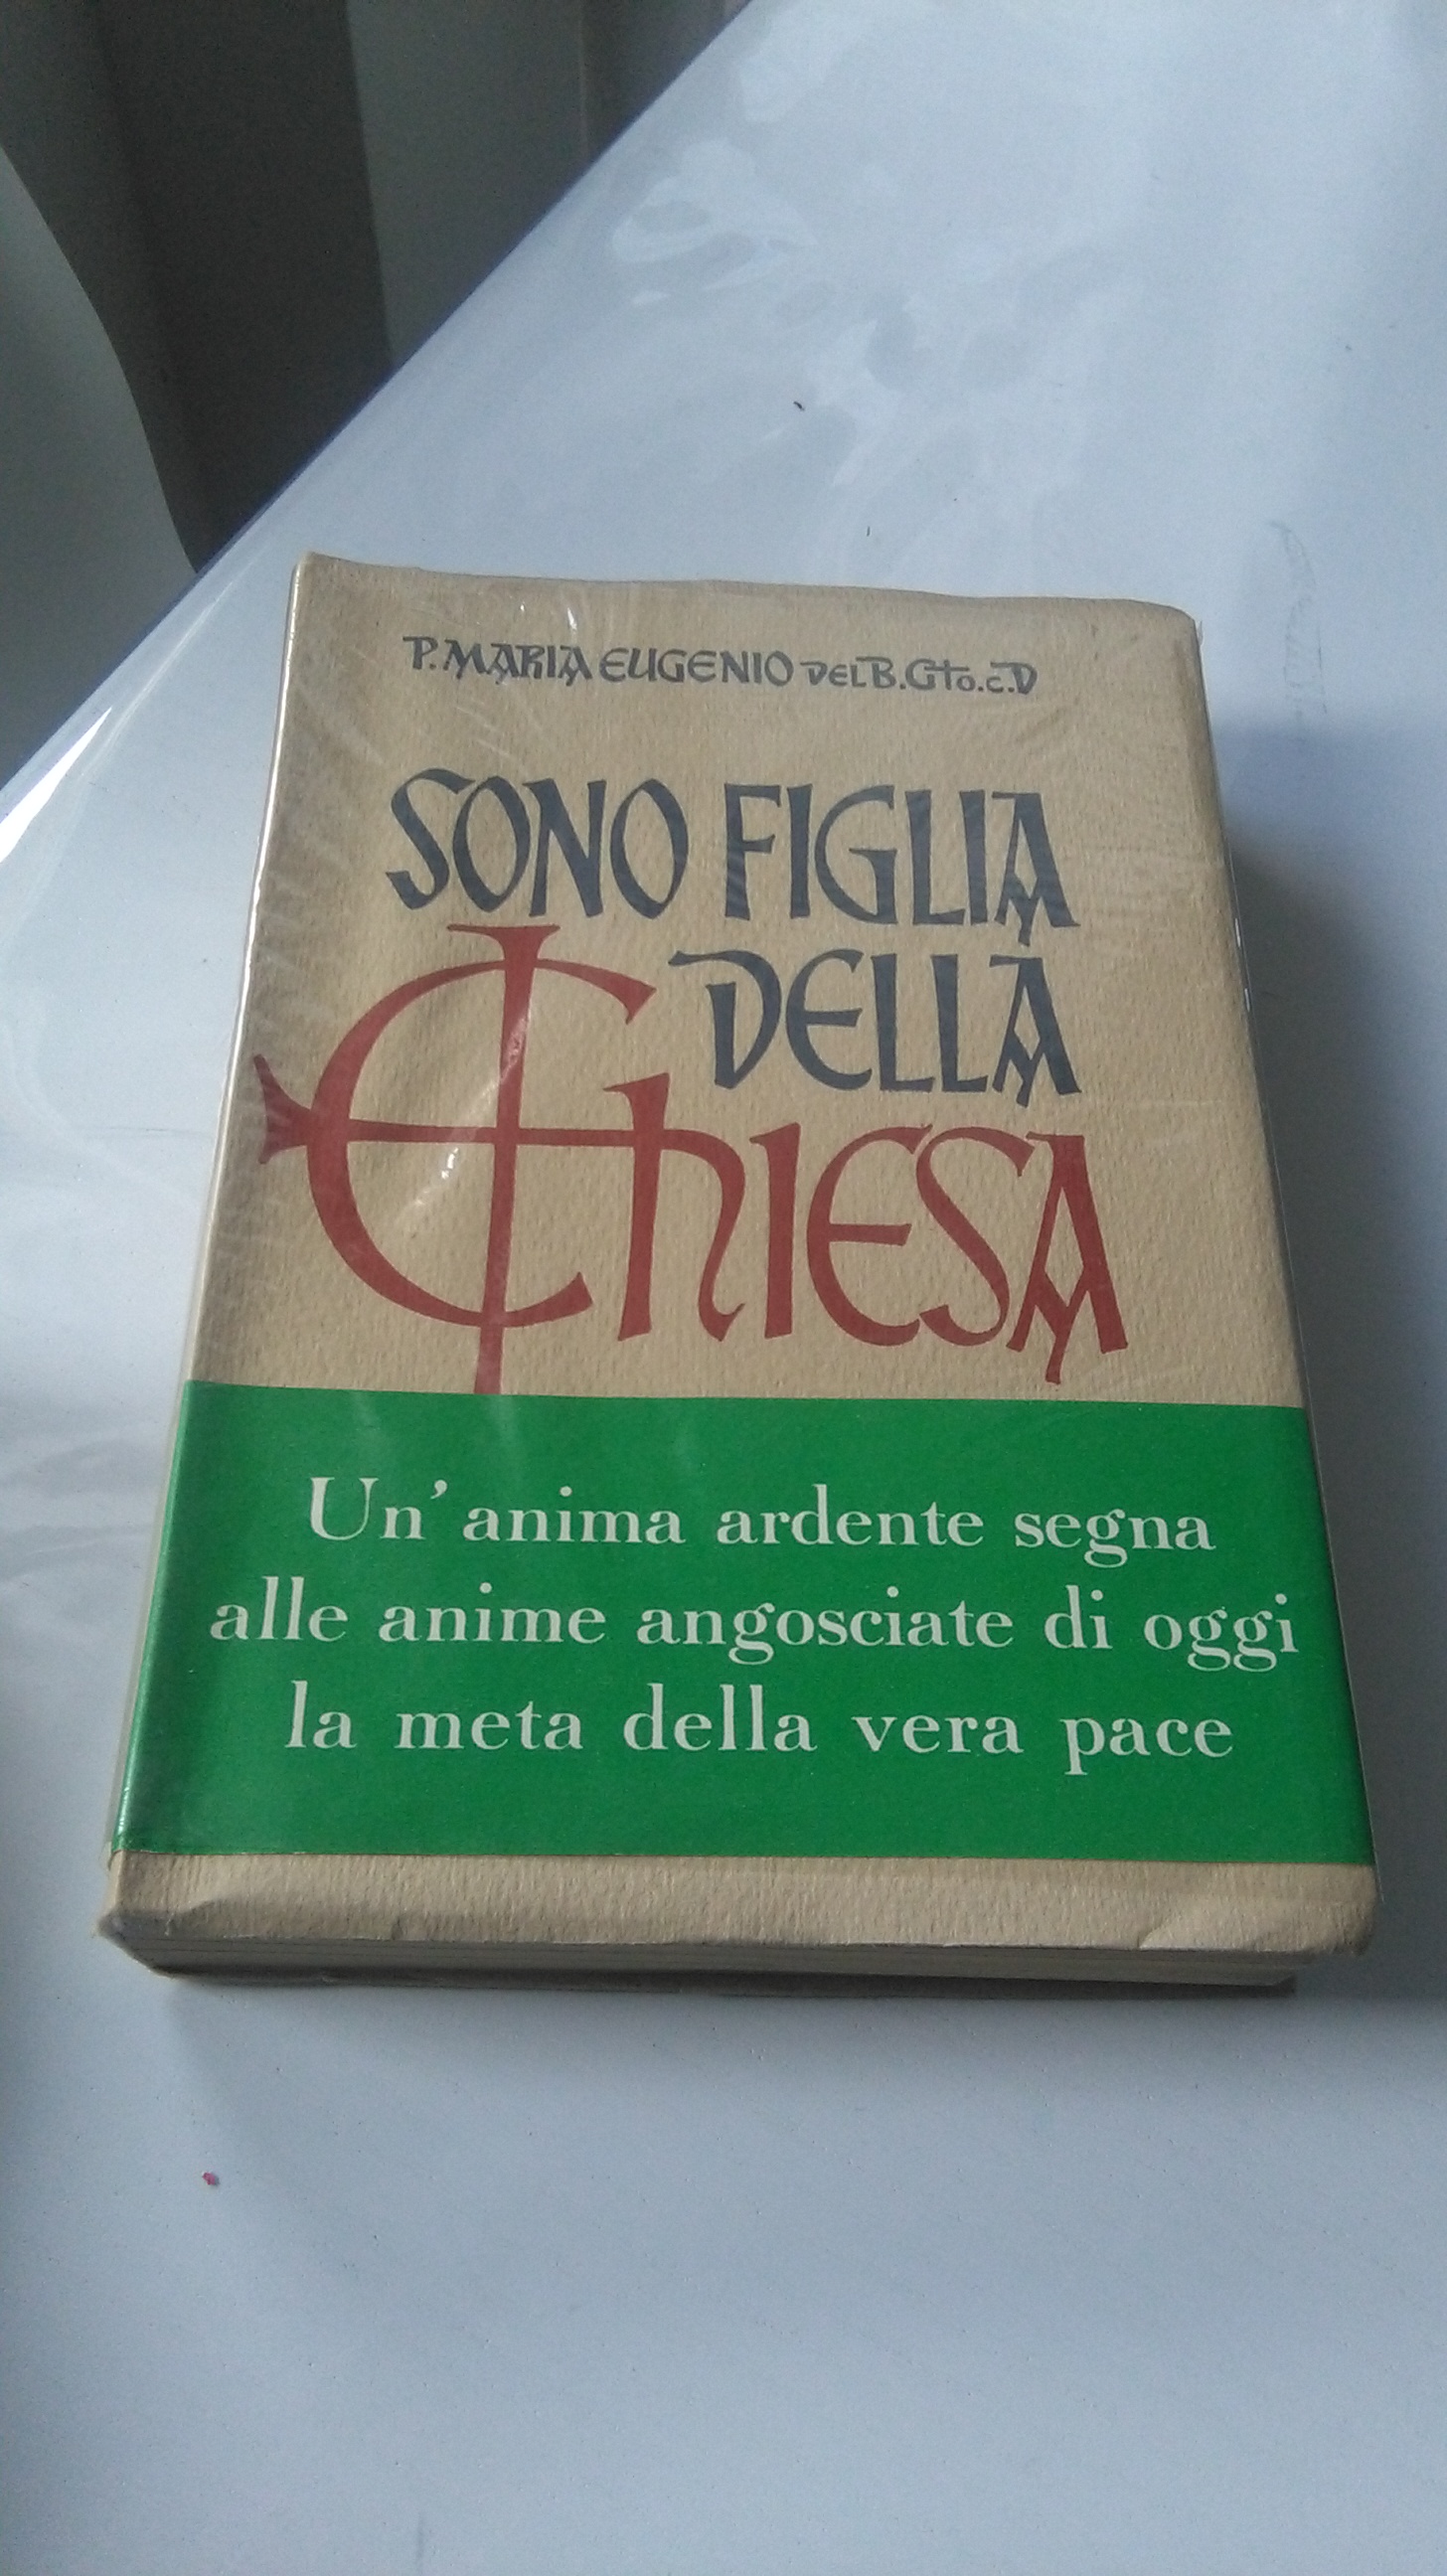 P. MARIA EUGENIO DEL B. G. to.c.D
SONO FIGLIA
DELLA
CHIESA
Un'anima ardente segna
alle anime angosciate di oggi
la meta della vera pace